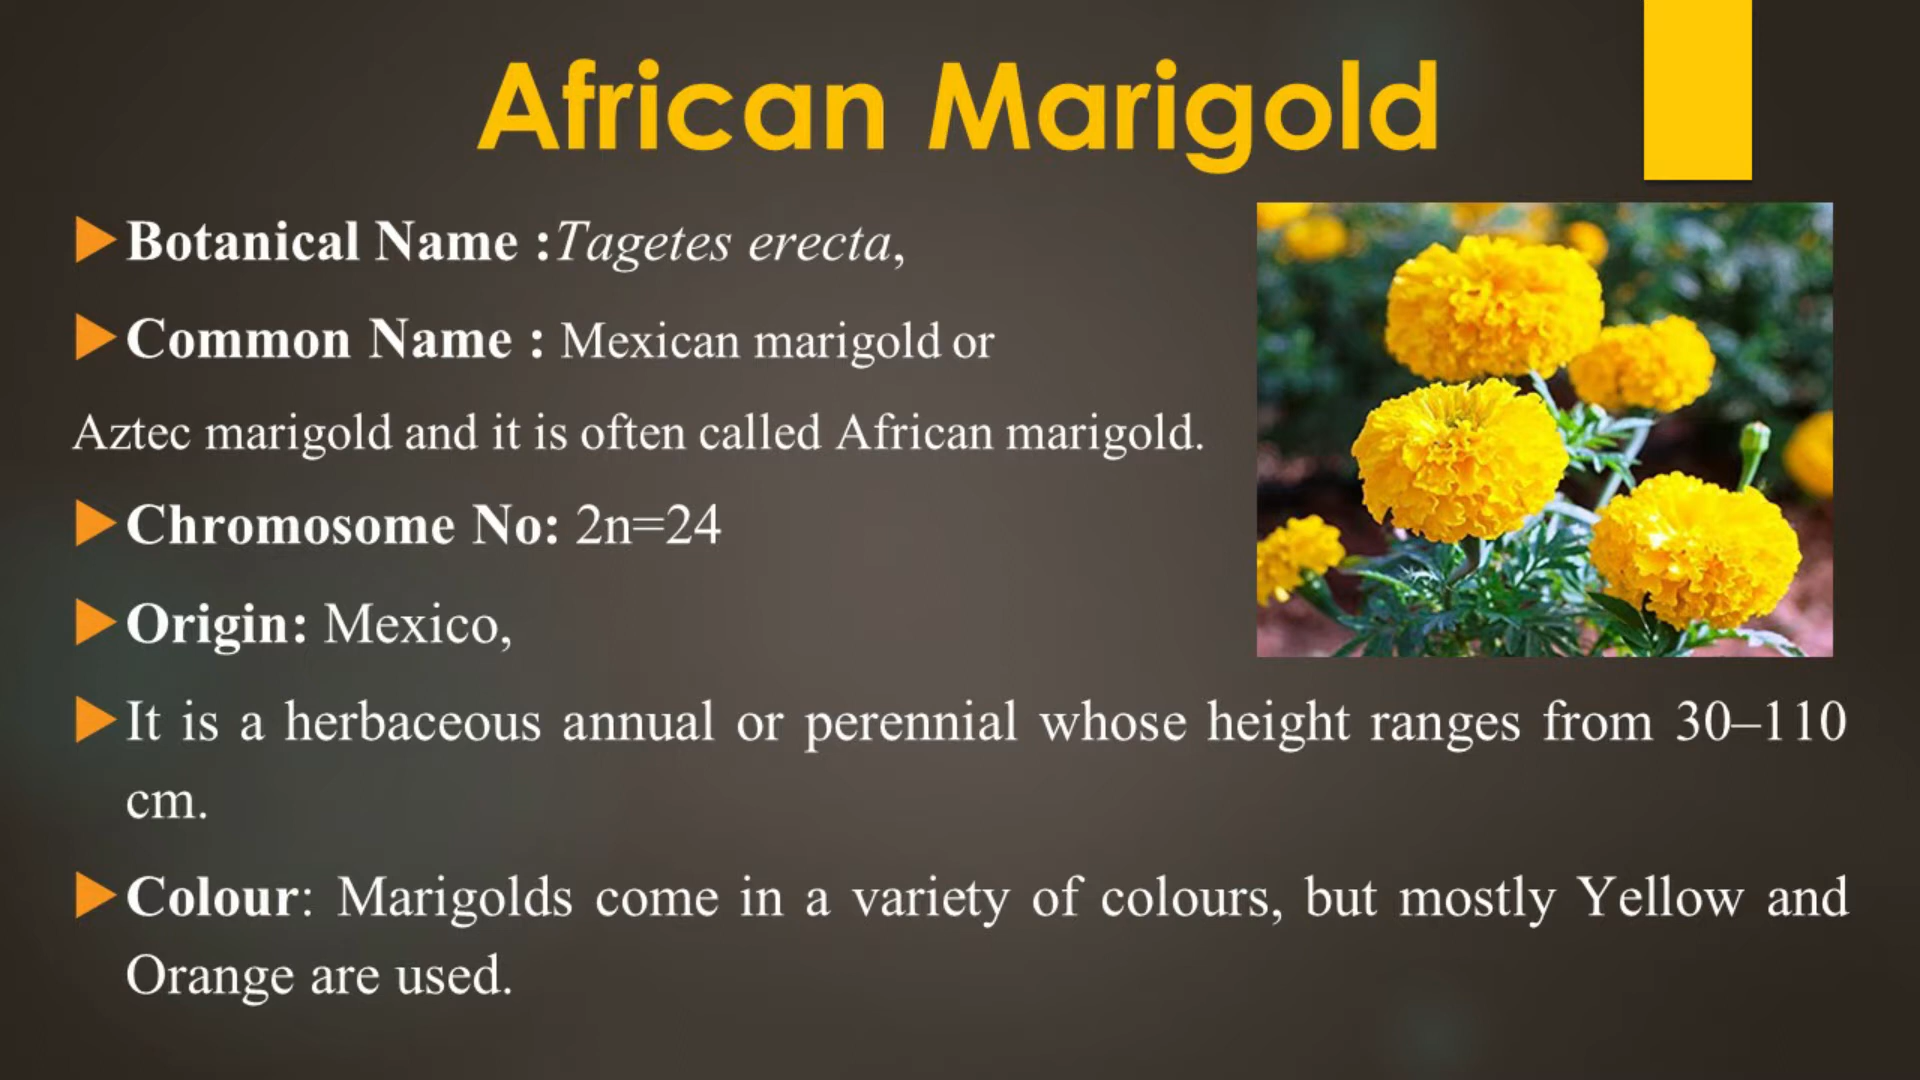 African Marigold
Botanical Name :Tagetes erecta,
Common Name : Mexican marigold or
Aztec marigold and it is often called African marigold.
Chromosome No: 2n=24
Origin: Mexico,
It is a herbaceous annual or perennial whose height ranges from 30–110
cm.
Colour: Marigolds come in a variety of colours, but mostly Yellow and
Orange are used.